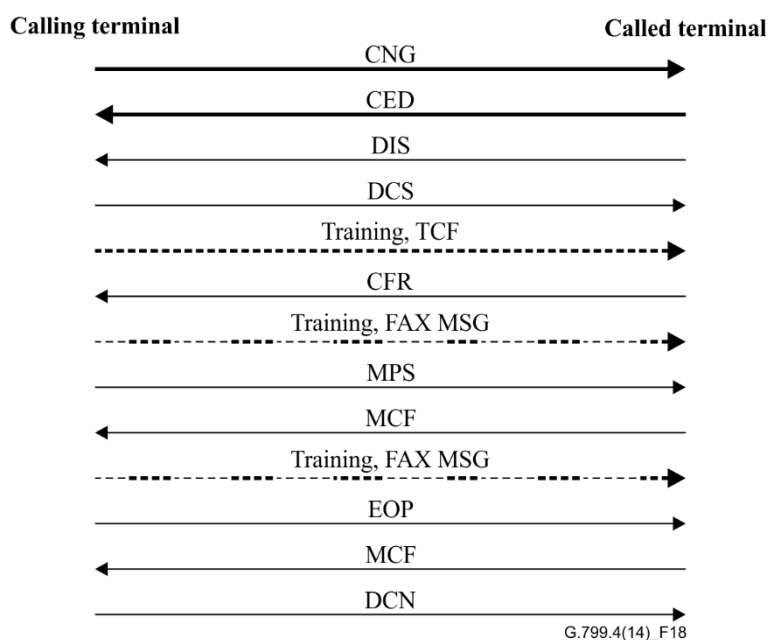 Calling terminal
Called terminal
CNG
CED
DIS
DCS
Training, TCF
CFR
Training, FAX MSG
MPS
MCF
Training, FAX MSG
EOP
MCF
DCN
G.799.4(14)_F18